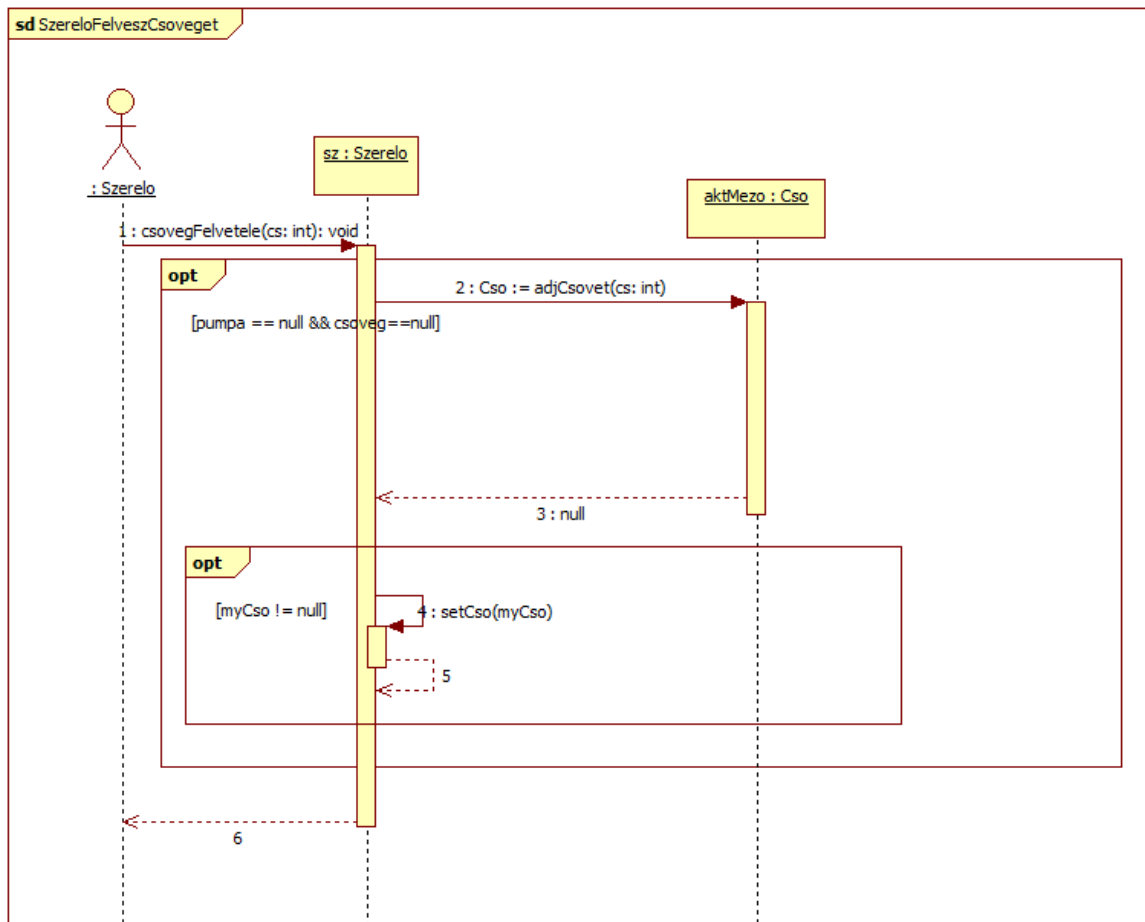 sd SzereloFelveszCsoveget
: Szerelo
sz : Szerelo
aktMezo : Cso
1 : csovegFelvetele(cs: int): void
opt
2 : Cso := adjCsovet(cs: int)
[pumpa == null && csoveg==null]
3 : null
opt
[myCso != null]
4 : setCso(myCso)
5
6